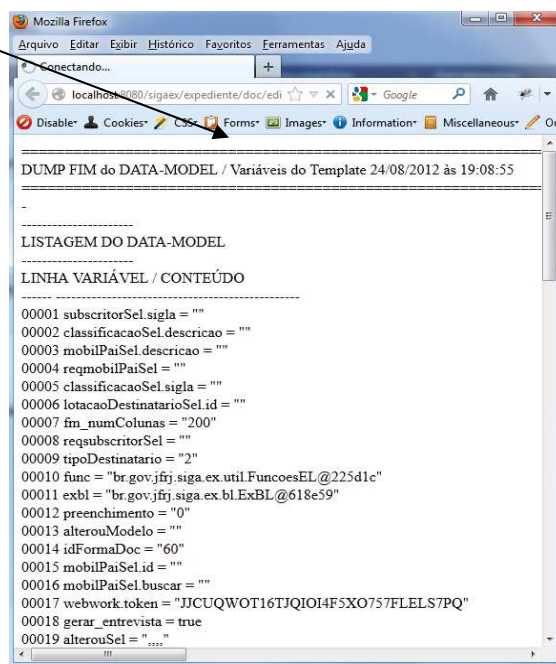 Mozilla Firefox
Arquivo Editar Exibir Histórico Favoritos Ferramentas Ajuda
Conectando...
localhost:8080/sigaex/expediente/doc/edi Google
Disable Cookies CSS Forms Images Information Miscellaneous
DUMP FIM do DATA-MODEL / Variáveis do Template 24/08/2012 às 19:08:55
-
LISTAGEM DO DATA-MODEL
LINHA VARIÁVEL / CONTEÚDO
00001 subscritorSel.sigla = ""
00002 classificacaoSel.descricao = ""
00003 mobilPaiSel.descricao = ""
00004 reqmobilPaiSel = ""
00005 classificacaoSel.sigla = ""
00006 lotacaoDestinatarioSel.id = ""
00007 fm_numColunas = "200"
00008 reqsubscritorSel = ""
00009 tipoDestinatario = "2"
00010 func = "br.gov.jfrj.siga.ex.util.FuncoesEL@225d1c"
00011 exbl = "br.gov.jfrj.siga.ex.bl.ExBL@618e59"
00012 preenchimento = "0"
00013 alterouModelo = ""
00014 idFormaDoc = "60"
00015 mobilPaiSel.id = ""
00016 mobilPaiSel.buscar = ""
00017 webwork.token = "JJCUQWOT16TJQIOI4F5XO757FLELS7PQ"
00018 gerar_entrevista = true
00019 alterouSel = ",,,,"